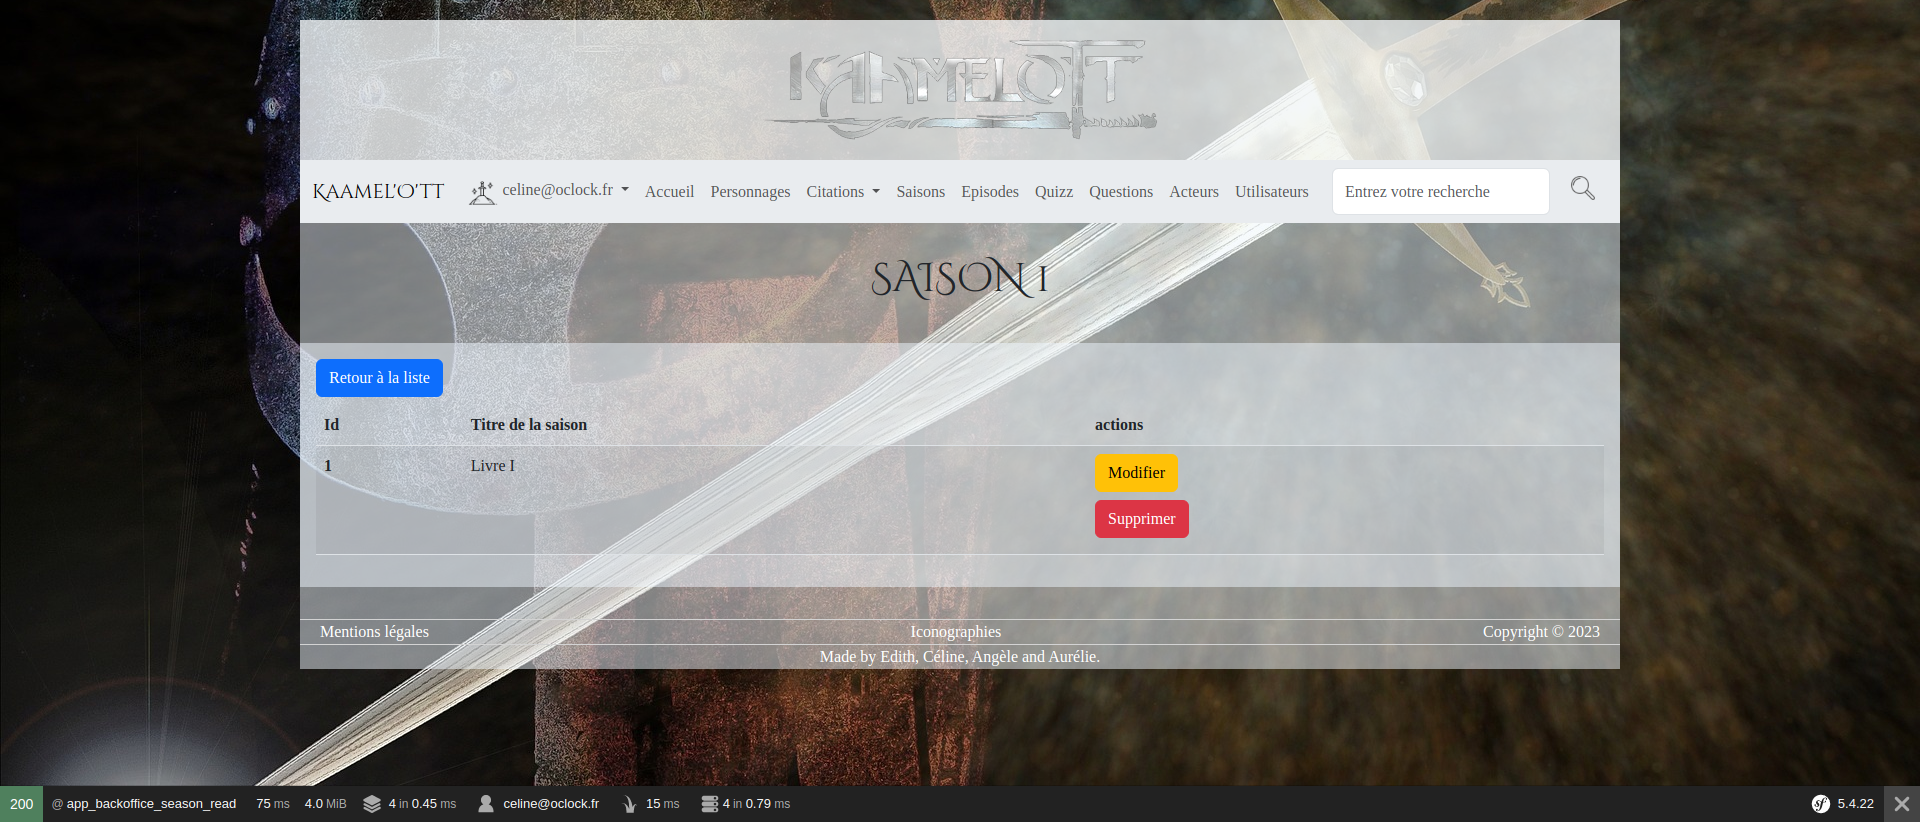 KAAMELOTT
KAAMEL'O'TT celine@oclock.fr Accueil Personnages Citations Saisons Episodes Quizz Questions Acteurs Utilisateurs Entrez votre recherche
SAISON 1
Retour à la liste
Id Titre de la saison actions
1 Livre I Modifier
Supprimer
Mentions légales Iconographies Copyright © 2023
Made by Edith, Céline, Angèle and Aurélie.
200 @ app_backoffice_season_read 75 ms 4.0 MiB 4 in 0.45 ms celine@oclock.fr 15 ms 4 in 0.79 ms sf 5.4.22